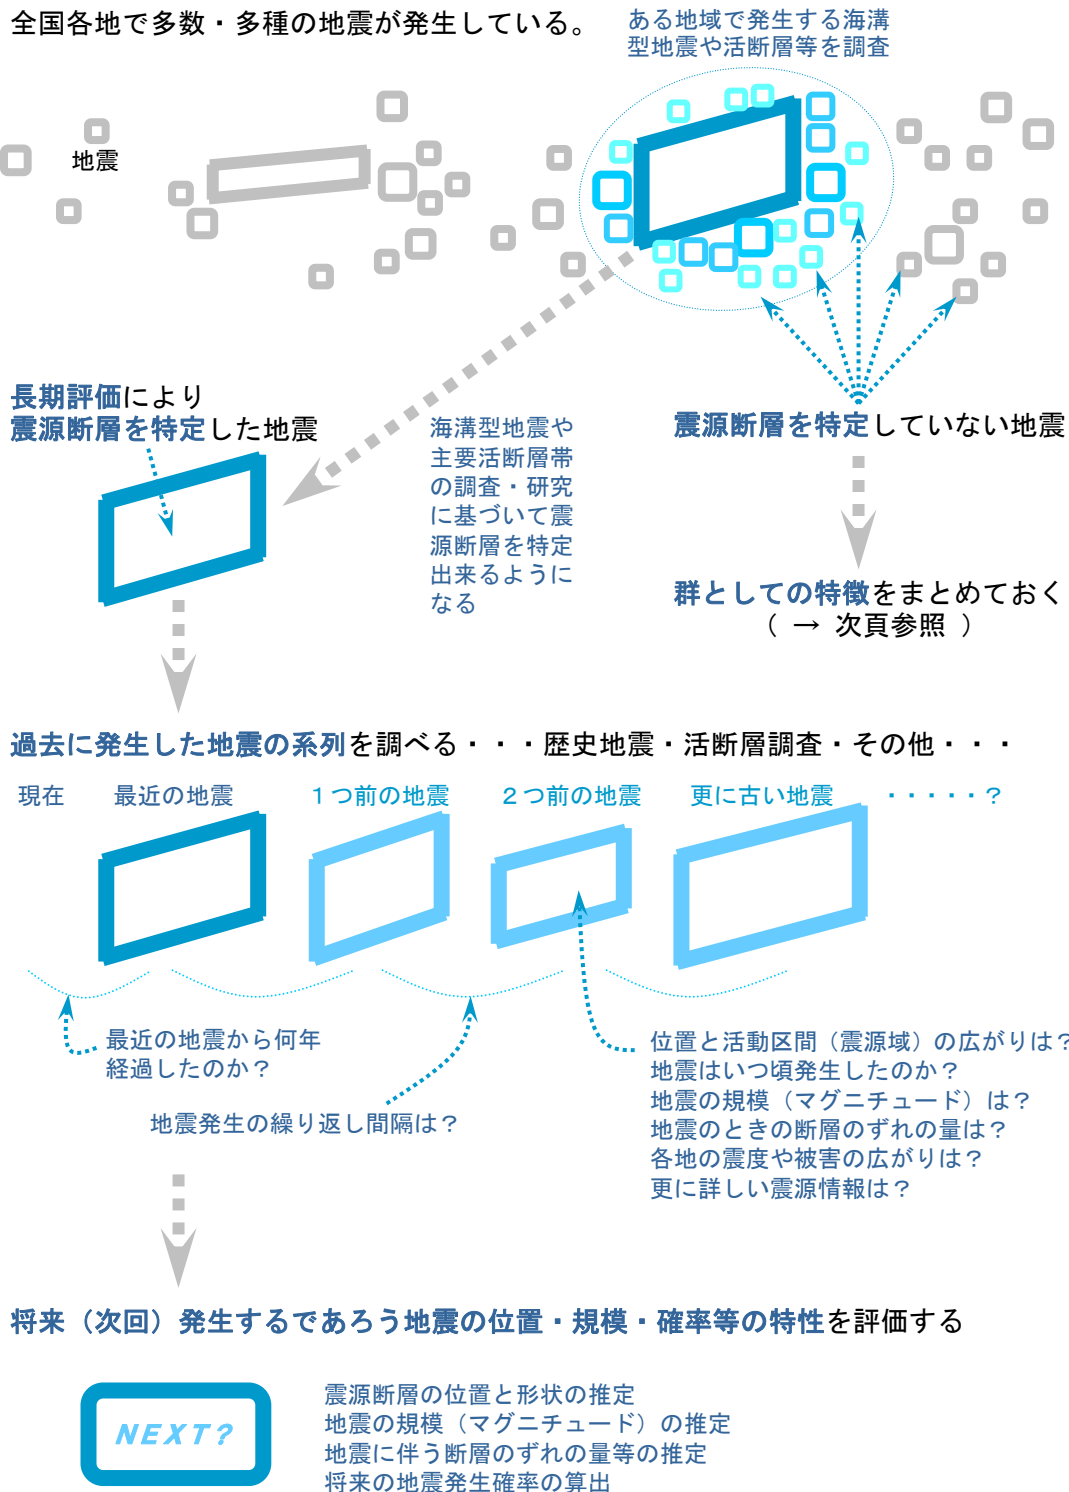 全国各地で多数・多種の地震が発生している。
ある地域で発生する海溝
型地震や活断層等を調査
地震
長期評価により
震源断層を特定した地震
海溝型地震や
主要活断層帯
の調査・研究
に基づいて震
源断層を特定
出来るように
なる
震源断層を特定していない地震
群としての特徴をまとめておく
（ → 次頁参照 ）
過去に発生した地震の系列を調べる・・・歴史地震・活断層調査・その他・・・
現在 最近の地震 １つ前の地震 ２つ前の地震 更に古い地震 ・・・・・？
最近の地震から何年
経過したのか？
地震発生の繰り返し間隔は？
位置と活動区間（震源域）の広がりは？
地震はいつ頃発生したのか？
地震の規模（マグニチュード）は？
地震のときの断層のずれの量は？
各地の震度や被害の広がりは？
更に詳しい震源情報は？
将来（次回）発生するであろう地震の位置・規模・確率等の特性を評価する
NEXT?
震源断層の位置と形状の推定
地震の規模（マグニチュード）の推定
地震に伴う断層のずれの量等の推定
将来の地震発生確率の算出